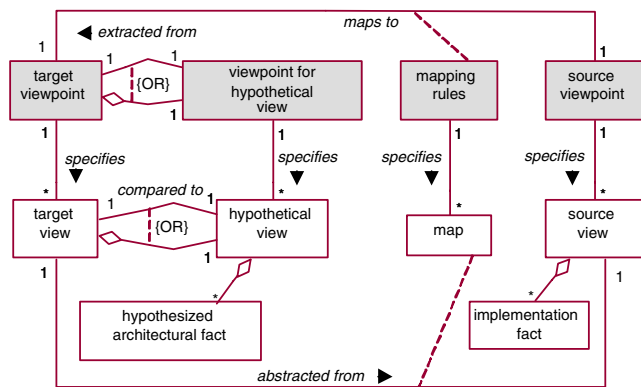 maps to
1
extracted from
1
1
1
1
target
viewpoint
{OR}
viewpoint for
hypothetical
view
mapping
rules
source
viewpoint
1
1
1
1
1
specifies
specifies
specifies
specifies
*
compared to
*
*
*
target
view
1
{OR}
1
hypothetical
view
map
source
view
1
1
1
*
*
hypothesized
architectural fact
implementation
fact
abstracted from